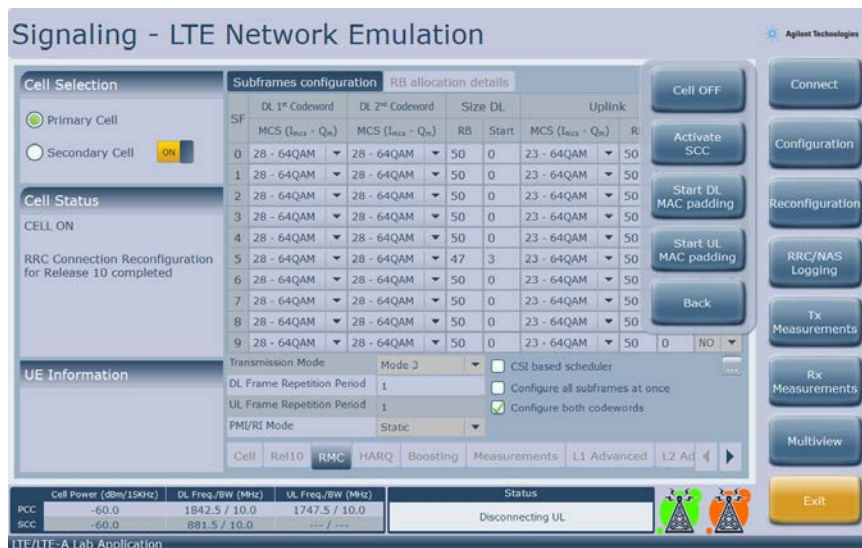 Signaling - LTE Network Emulation
Agilent Technologies
Cell Selection
Primary Cell
Secondary Cell ON
Cell Status
CELL ON
RRC Connection Reconfiguration
for Release 10 completed
UE Information
Subframes configuration RB allocation details
SF DL 1st Codeword DL 2nd Codeword Size DL Uplink
MCS (Imcs - Qm) MCS (Imcs - Qm) RB Start MCS (Imcs - Qm)
0 28 - 64QAM 28 - 64QAM 50 0 23 - 64QAM 50
1 28 - 64QAM 28 - 64QAM 50 0 23 - 64QAM 50
2 28 - 64QAM 28 - 64QAM 50 0 23 - 64QAM 50
3 28 - 64QAM 28 - 64QAM 50 0 23 - 64QAM 50
4 28 - 64QAM 28 - 64QAM 50 0 23 - 64QAM 50
5 28 - 64QAM 28 - 64QAM 47 3 23 - 64QAM 50
6 28 - 64QAM 28 - 64QAM 50 0 23 - 64QAM 50
7 28 - 64QAM 28 - 64QAM 50 0 23 - 64QAM 50
8 28 - 64QAM 28 - 64QAM 50 0 23 - 64QAM 50
9 28 - 64QAM 28 - 64QAM 50 0 23 - 64QAM 50 0 NO
Transmission Mode Mode 3 CSI based scheduler ...
DL Frame Repetition Period 1 Configure all subframes at once
UL Frame Repetition Period 1 Configure both codewords
PMI/RI Mode Static
Cell Rel10 RMC HARQ Boosting Measurements L1 Advanced L2 Ad
Cell OFF
Activate
SCC
Start DL
MAC padding
Start UL
MAC padding
Back
Connect
Configuration
Reconfiguration
RRC/NAS
Logging
Tx
Measurements
Rx
Measurements
Multiview
Exit
Cell Power (dBm/15KHz) DL Freq./BW (MHz) UL Freq./BW (MHz) Status
PCC -60.0 1842.5 / 10.0 1747.5 / 10.0 Disconnecting UL
SCC -60.0 881.5 / 10.0 --- / ---
LTE/LTE-A Lab Application